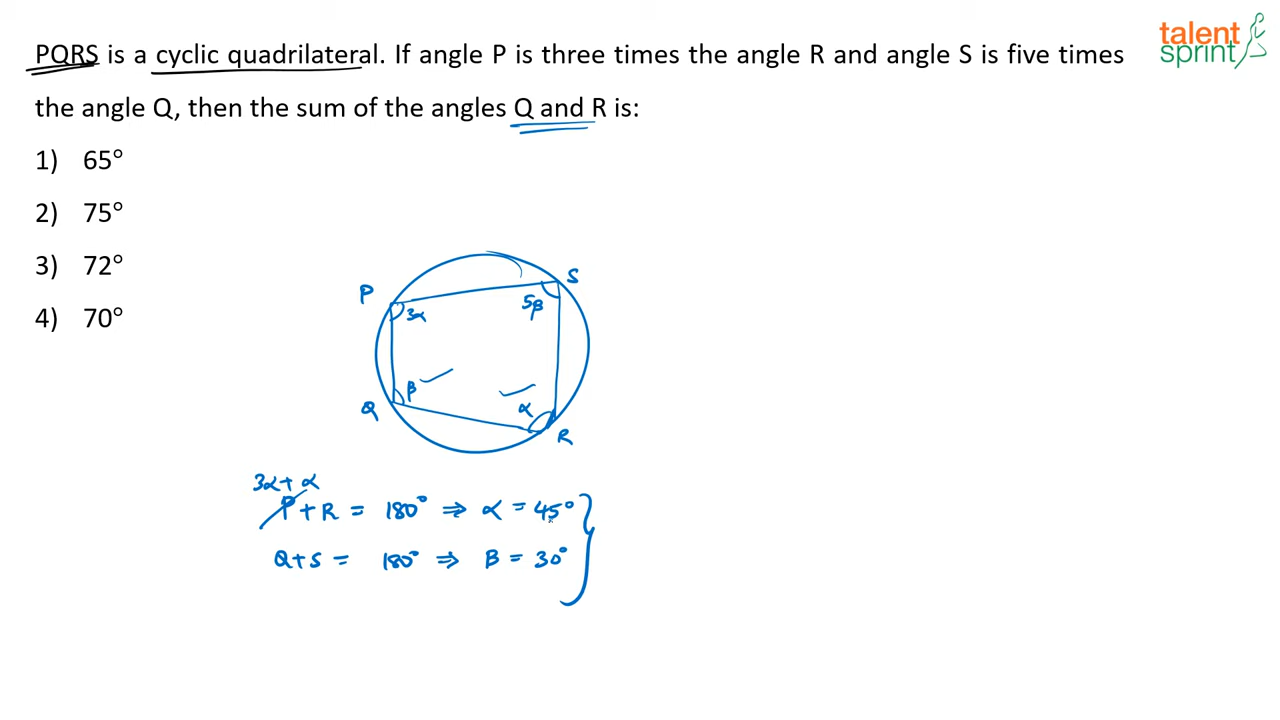 talent
sprint
PQRS is a cyclic quadrilateral. If angle P is three times the angle R and angle S is five times
the angle Q, then the sum of the angles Q and R is:
1) 65°
2) 75°
3) 72°
4) 70°
P
S
3α
5β
β
α
Q
R
3α + α
P + R = 180° ⇒ α = 45°
Q + S = 180° ⇒ β = 30°